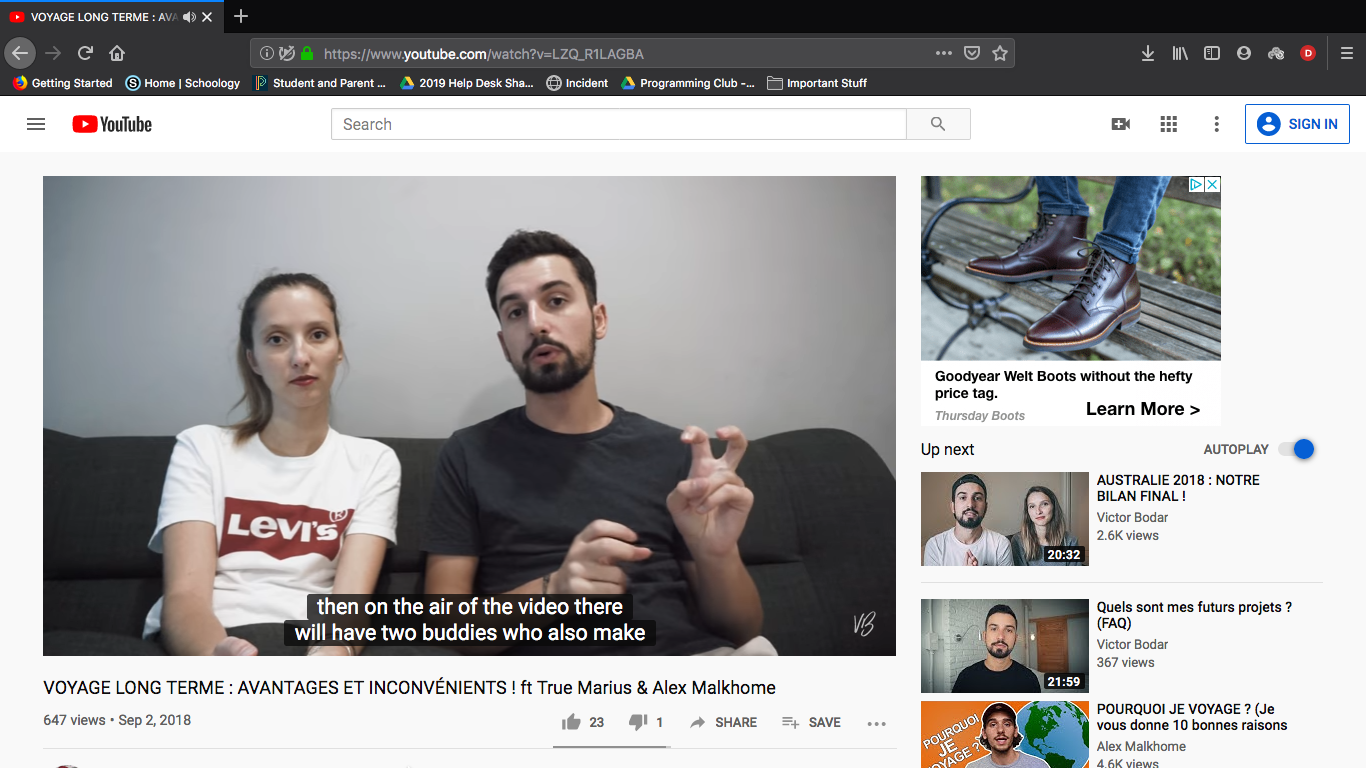 VOYAGE LONG TERME : AVA
https://www.youtube.com/watch?v=LZQ_R1LAGBA
D
Getting Started
S Home | Schoology
Student and Parent ...
2019 Help Desk Sha...
Incident
Programming Club -...
Important Stuff
YouTube
Search
SIGN IN
LEVI'S ®
then on the air of the video there
will have two buddies who also make
VB
VOYAGE LONG TERME : AVANTAGES ET INCONVÉNIENTS ! ft True Marius & Alex Malkhome
647 views • Sep 2, 2018
23
1
SHARE
SAVE
Goodyear Welt Boots without the hefty
price tag.
Thursday Boots
Learn More >
Up next
AUTOPLAY
20:32
AUSTRALIE 2018 : NOTRE
BILAN FINAL !
Victor Bodar
2.6K views
21:59
Quels sont mes futurs projets ?
(FAQ)
Victor Bodar
367 views
POURQUOI
JE
VOYAGE ?
POURQUOI JE VOYAGE ? (Je
vous donne 10 bonnes raisons
Alex Malkhome
4.6K views